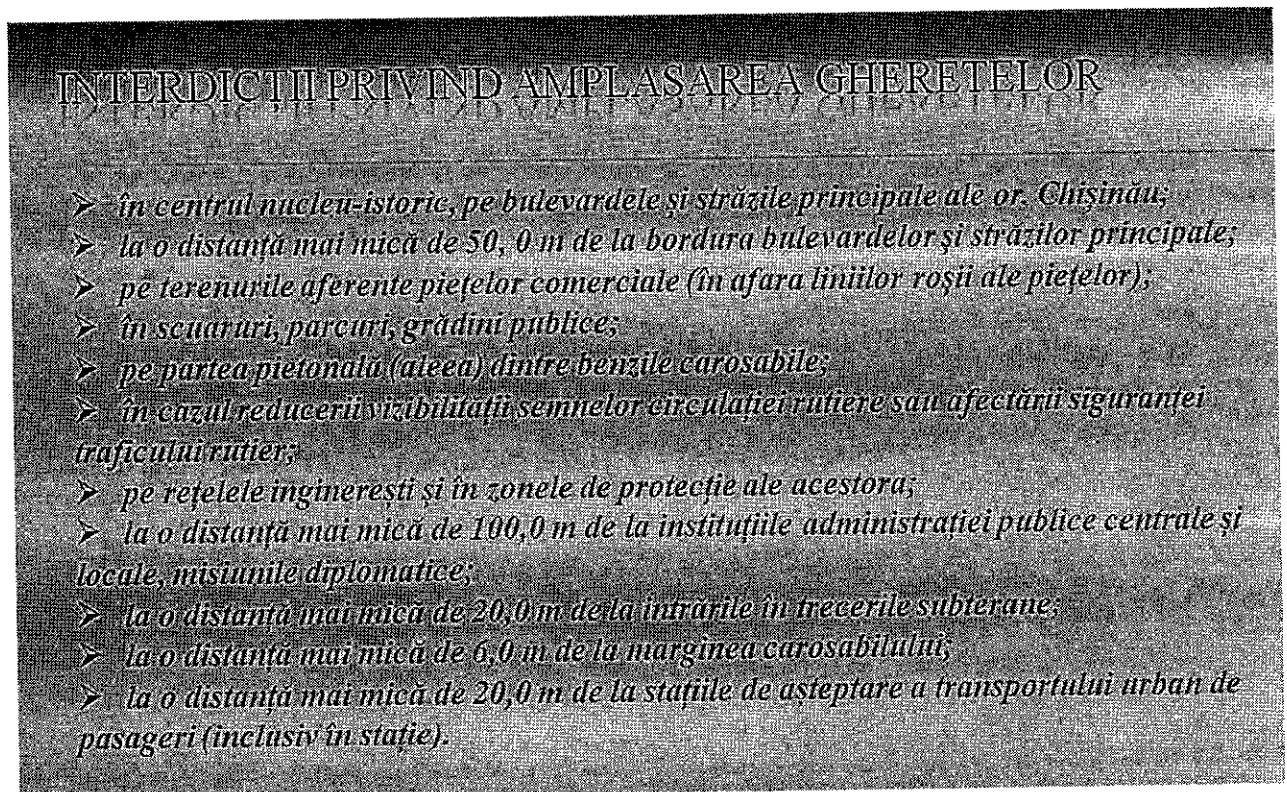 INTERDICȚII PRIVIND AMPLASAREA GHERETELOR
➢ în centrul nucleu-istoric, pe bulevardele și străzile principale ale or. Chișinău;
➢ la o distanță mai mică de 50, 0 m de la bordura bulevardelor și străzilor principale;
➢ pe terenurile aferente piețelor comerciale (în afara liniilor roșii ale piețelor);
➢ în scuaruri, parcuri, grădini publice;
➢ pe partea pietonală (aleea) dintre benzile carosabile;
➢ în cazul reducerii vizibilității semnelor circulației rutiere sau afectării siguranței
traficului rutier;
➢ pe rețelele inginerești și în zonele de protecție ale acestora;
➢ la o distanță mai mică de 100,0 m de la instituțiile administrației publice centrale și
locale, misiunile diplomatice;
➢ la o distanță mai mică de 20,0 m de la intrările în trecerile subterane;
➢ la o distanță mai mică de 6,0 m de la marginea carosabilului;
➢ la o distanță mai mică de 20,0 m de la stațiile de așteptare a transportului urban de
pasageri (inclusiv în stație).